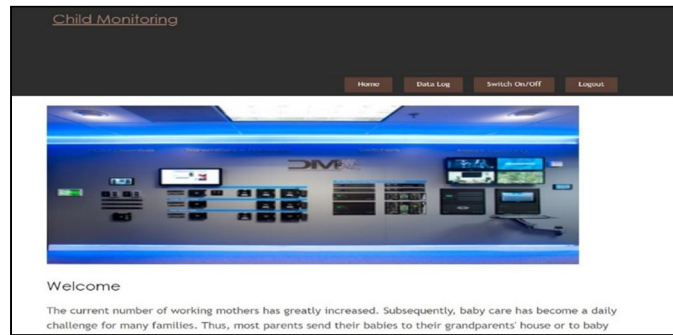 Child Monitoring
Home Data Log Switch On/Off Logout
Welcome
The current number of working mothers has greatly increased. Subsequently, baby care has become a daily
challenge for many families. Thus, most parents send their babies to their grandparents' house or to baby